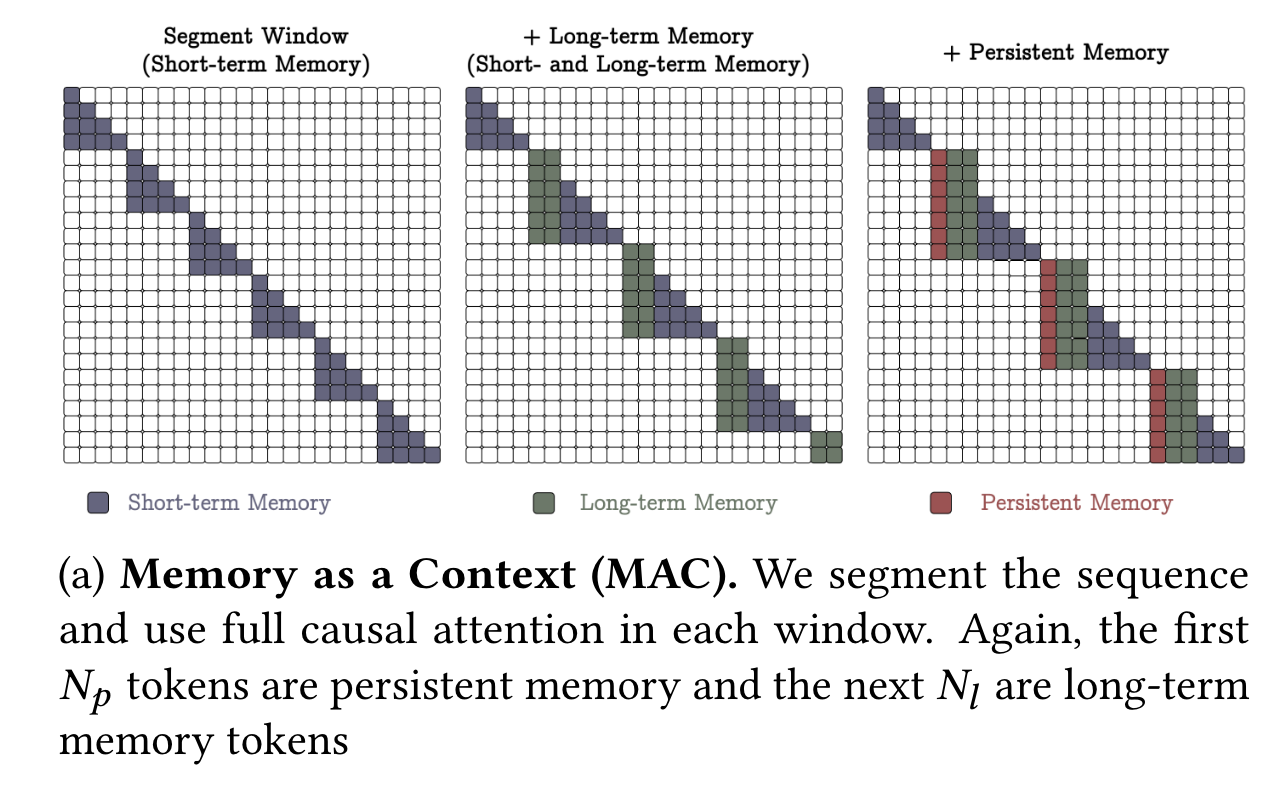 Segment Window
(Short-term Memory)
+ Long-term Memory
(Short- and Long-term Memory)
+ Persistent Memory
Short-term Memory
Long-term Memory
Persistent Memory
(a) Memory as a Context (MAC). We segment the sequence
and use full causal attention in each window. Again, the first
Nₚ tokens are persistent memory and the next Nₗ are long-term
memory tokens